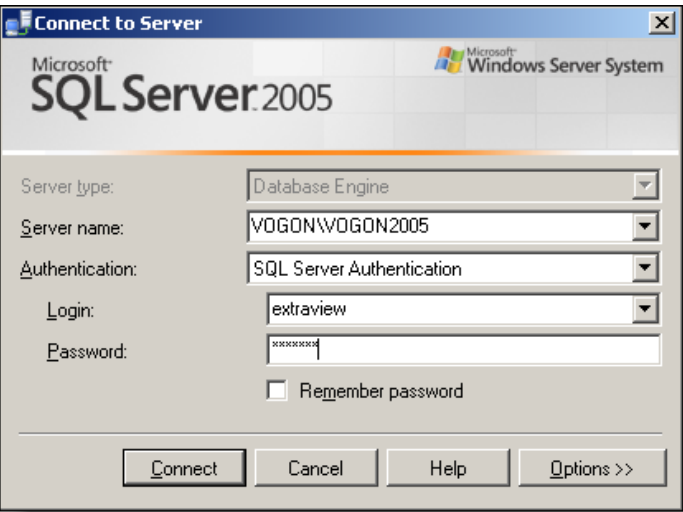 Connect to Server
Microsoft
SQL Server 2005
Microsoft
Windows Server System
Server type: Database Engine
Server name: VOGON\VOGON2005
Authentication: SQL Server Authentication
Login: extraview
Password: *******
Remember password
Connect Cancel Help Options >>